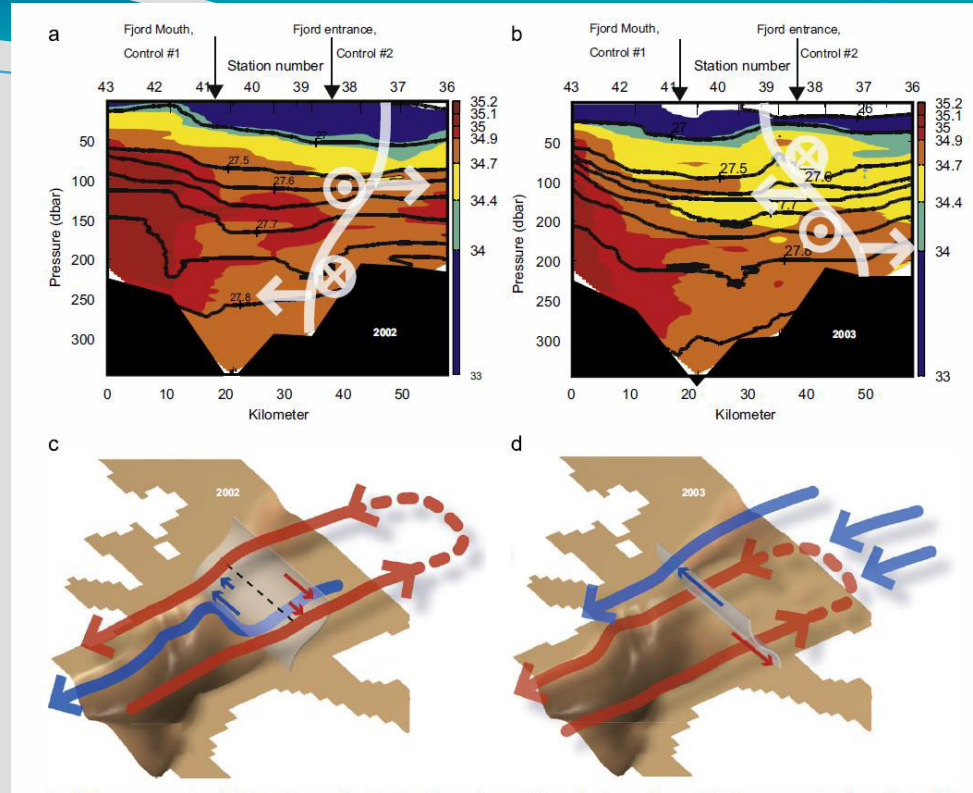 a
Fjord Mouth,
Control #1
Fjord entrance,
Control #2
Station number
43 42 41 40 39 38 37 36
50
100
150
200
250
300
Pressure (dbar)
27
27.5
27.6
27.7
27.8
2002
0 10 20 30 40 50
Kilometer
35.2
35.1
35
34.9
34.7
34.4
34
33
b
Fjord Mouth,
Control #1
Fjord entrance,
Control #2
Station number
43 42 41 40 39 38 37 36
50
100
200
200
250
300
Pressure (dbar)
26
27
27.5
27.6
7.7
27.8
2003
0 10 20 30 40 50
Kilometer
35.2
35.1
35
34.9
34.7
34.4
34
33
c
2002
d
2003